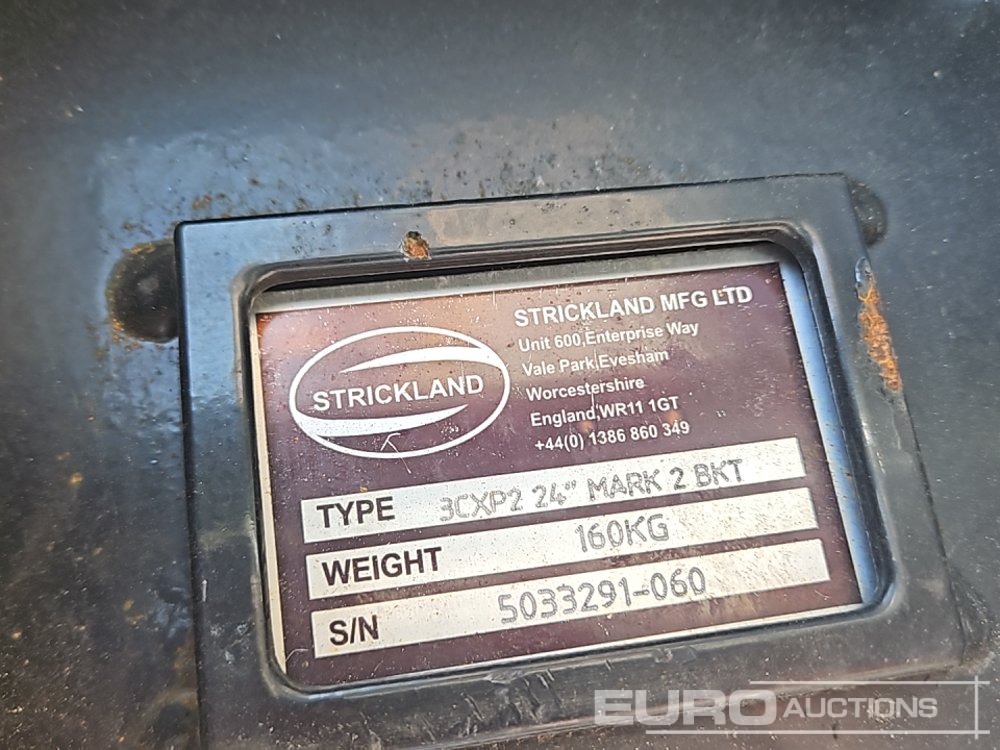 STRICKLAND
STRICKLAND MFG LTD
Unit 600,Enterprise Way
Vale Park,Evesham
Worcestershire
England,WR11 1GT
+44(0) 1386 860 349
TYPE 3CXP2 24" MARK 2 BKT
WEIGHT 160KG
S/N 5033291-060
EURO AUCTIONS